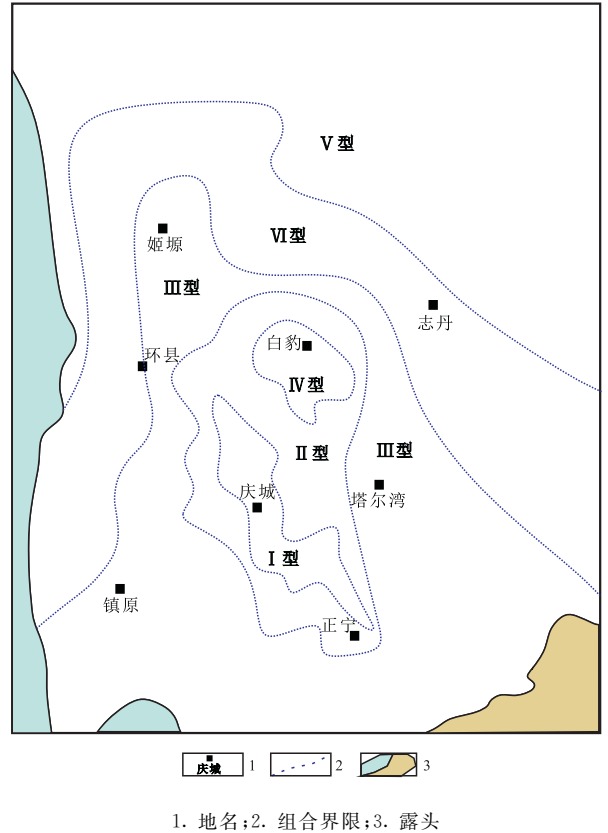 Ⅴ型
Ⅵ型
姬塬
Ⅲ型
志丹
白豹
环县
Ⅳ型
Ⅱ型
Ⅲ型
庆城
塔尔湾
Ⅰ型
镇原
正宁
庆城 1 2 3
1. 地名;2. 组合界限;3. 露头